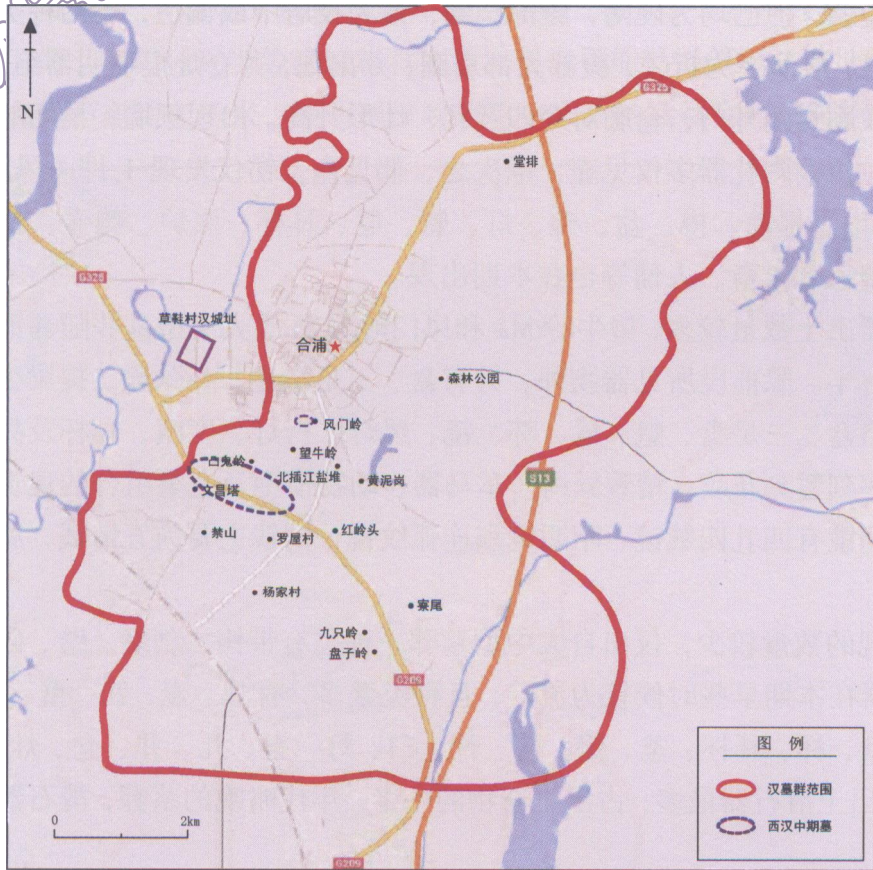 N
G325
堂排
G325
草鞋村汉城址
合浦
森林公园
风门岭
望牛岭
凸鬼岭
北插江盐堆
黄泥岗
S13
文昌塔
禁山
罗屋村
红岭头
杨家村
寮尾
九只岭
盘子岭
G209
图 例
汉墓群范围
西汉中期墓
0 2km
G209